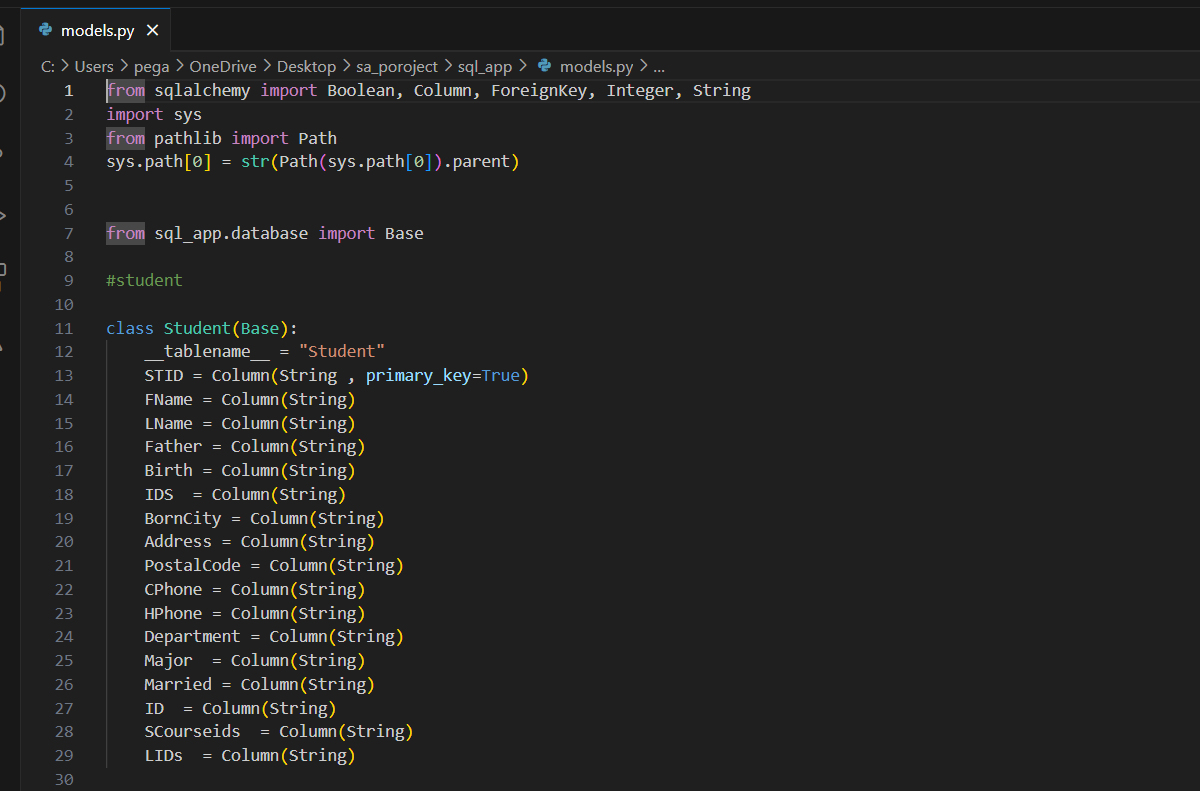 models.py
C: > Users > pega > OneDrive > Desktop > sa_poroject > sql_app > models.py > ...
1 from sqlalchemy import Boolean, Column, ForeignKey, Integer, String
2 import sys
3 from pathlib import Path
4 sys.path[0] = str(Path(sys.path[0]).parent)
5
6
7 from sql_app.database import Base
8
9 #student
10
11 class Student(Base):
12     __tablename__ = "Student"
13     STID = Column(String , primary_key=True)
14     FName = Column(String)
15     LName = Column(String)
16     Father = Column(String)
17     Birth = Column(String)
18     IDS  = Column(String)
19     BornCity = Column(String)
20     Address = Column(String)
21     PostalCode = Column(String)
22     CPhone = Column(String)
23     HPhone = Column(String)
24     Department = Column(String)
25     Major  = Column(String)
26     Married = Column(String)
27     ID  = Column(String)
28     SCourseids  = Column(String)
29     LIDs  = Column(String)
30